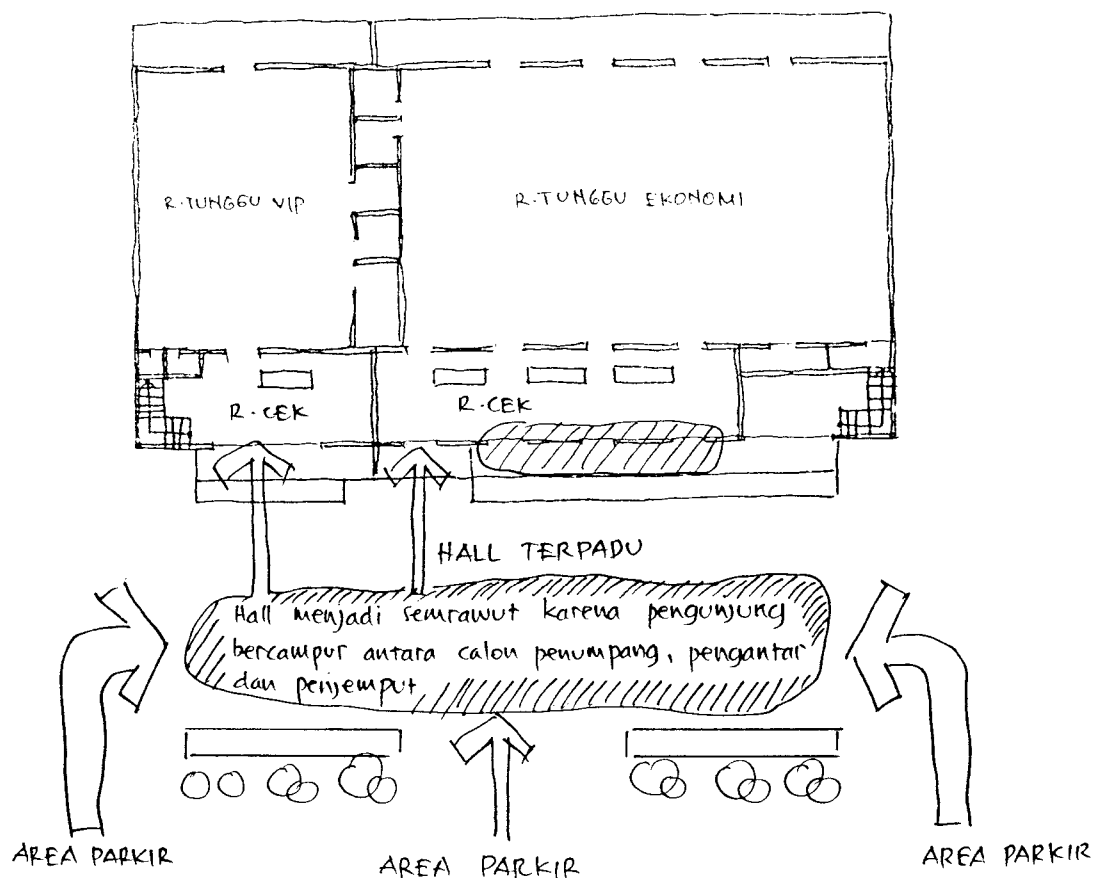 R.TUNGGU VIP
R.TUNGGU EKONOMI
R.CEK
R.CEK
HALL TERPADU
Hall menjadi semrawut karena pengunjung
bercampur antara calon penumpang, pengantar
dan penjemput
AREA PARKIR
AREA PARKIR
AREA PARKIR